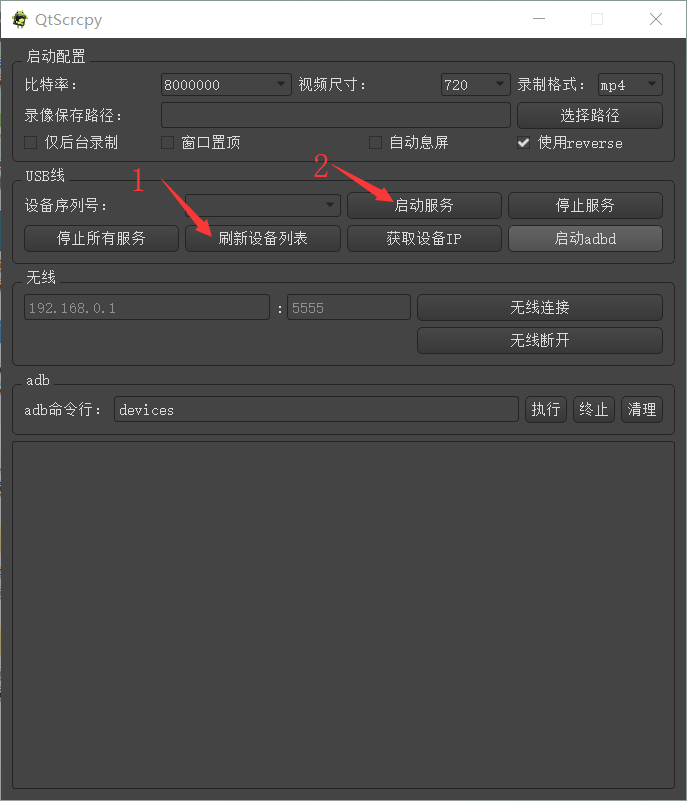 QtScrcpy
启动配置
比特率： 8000000 视频尺寸： 720 录制格式： mp4
录像保存路径： 选择路径
仅后台录制 窗口置顶 自动息屏 使用reverse
USB线
1 2
设备序列号： 启动服务 停止服务
停止所有服务 刷新设备列表 获取设备IP 启动adbd
无线
192.168.0.1 : 5555 无线连接
无线断开
adb
adb命令行： devices 执行 终止 清理